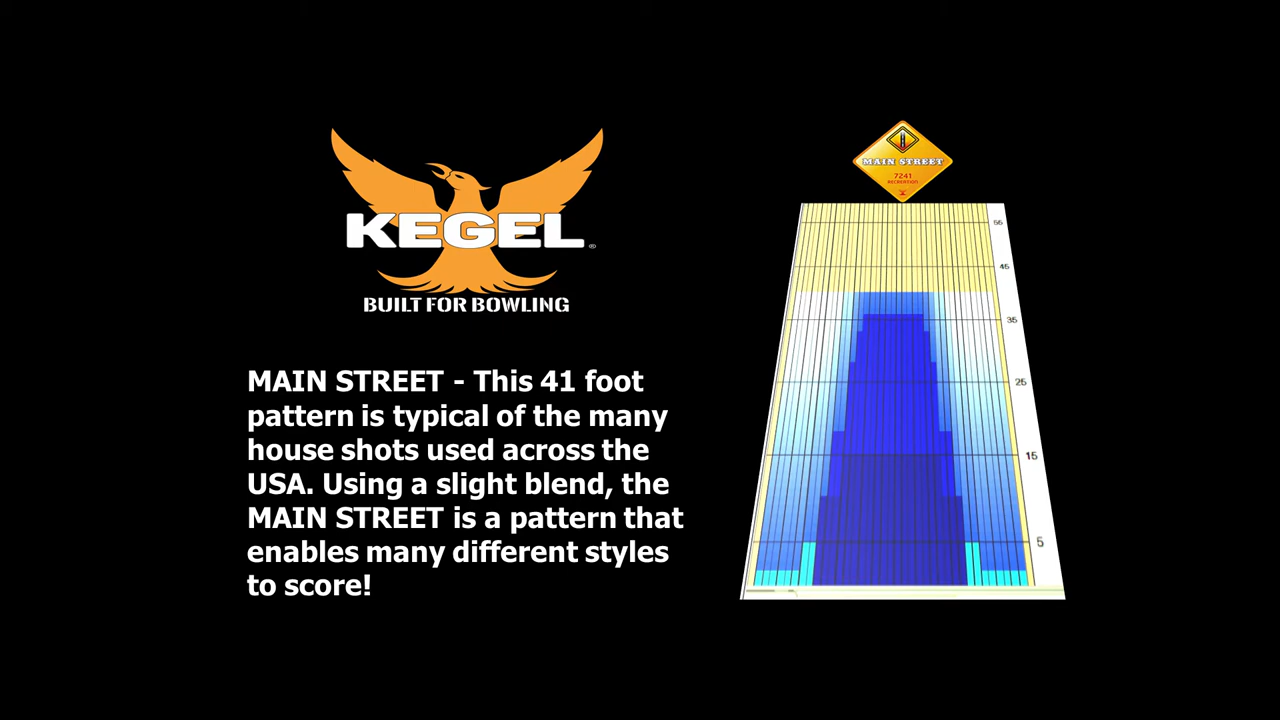 KEGEL®
BUILT FOR BOWLING
MAIN STREET - This 41 foot
pattern is typical of the many
house shots used across the
USA. Using a slight blend, the
MAIN STREET is a pattern that
enables many different styles
to score!
MAIN STREET
7241
RECREATION
55
45
35
25
15
5